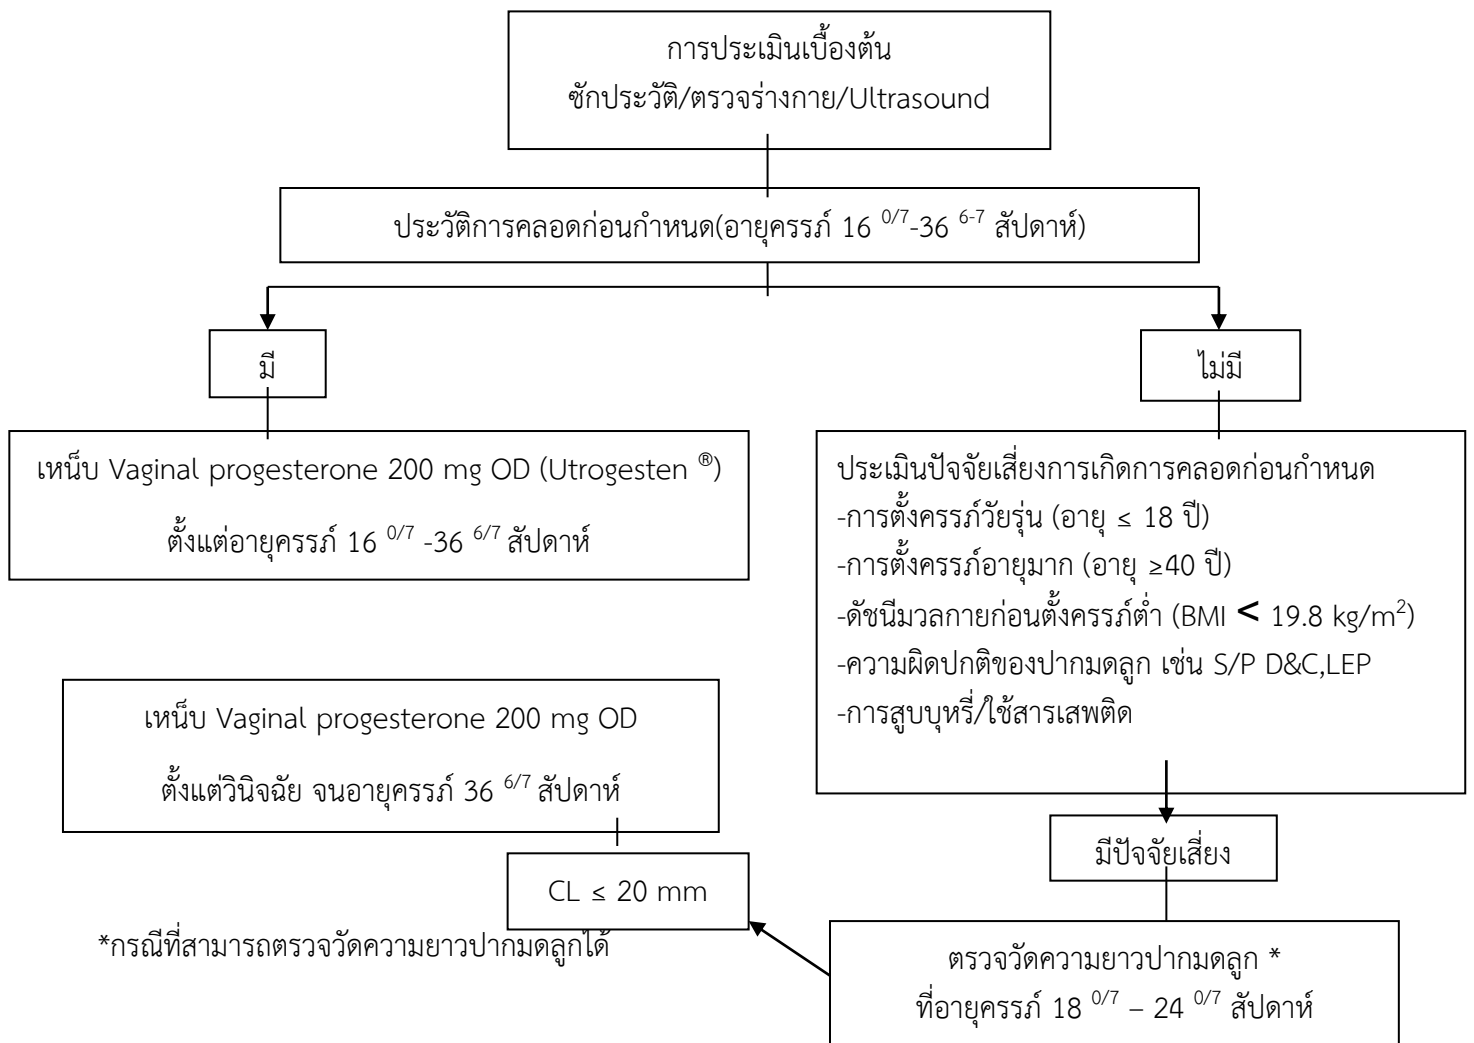 การประเมินเบื้องต้น
ซักประวัติ/ตรวจร่างกาย/Ultrasound
ประวัติการคลอดก่อนกำหนด(อายุครรภ์ 16 0/7-36 6-7 สัปดาห์)
มี
ไม่มี
เหน็บ Vaginal progesterone 200 mg OD (Utrogesten ®)
ตั้งแต่อายุครรภ์ 16 0/7 -36 6/7 สัปดาห์
ประเมินปัจจัยเสี่ยงการเกิดการคลอดก่อนกำหนด
-การตั้งครรภ์วัยรุ่น (อายุ ≤ 18 ปี)
-การตั้งครรภ์อายุมาก (อายุ ≥40 ปี)
-ดัชนีมวลกายก่อนตั้งครรภ์ต่ำ (BMI < 19.8 kg/m2)
-ความผิดปกติของปากมดลูก เช่น S/P D&C,LEP
-การสูบบุหรี่/ใช้สารเสพติด
มีปัจจัยเสี่ยง
ตรวจวัดความยาวปากมดลูก *
ที่อายุครรภ์ 18 0/7 – 24 0/7 สัปดาห์
CL ≤ 20 mm
เหน็บ Vaginal progesterone 200 mg OD
ตั้งแต่วินิจฉัย จนอายุครรภ์ 36 6/7 สัปดาห์
*กรณีที่สามารถตรวจวัดความยาวปากมดลูกได้